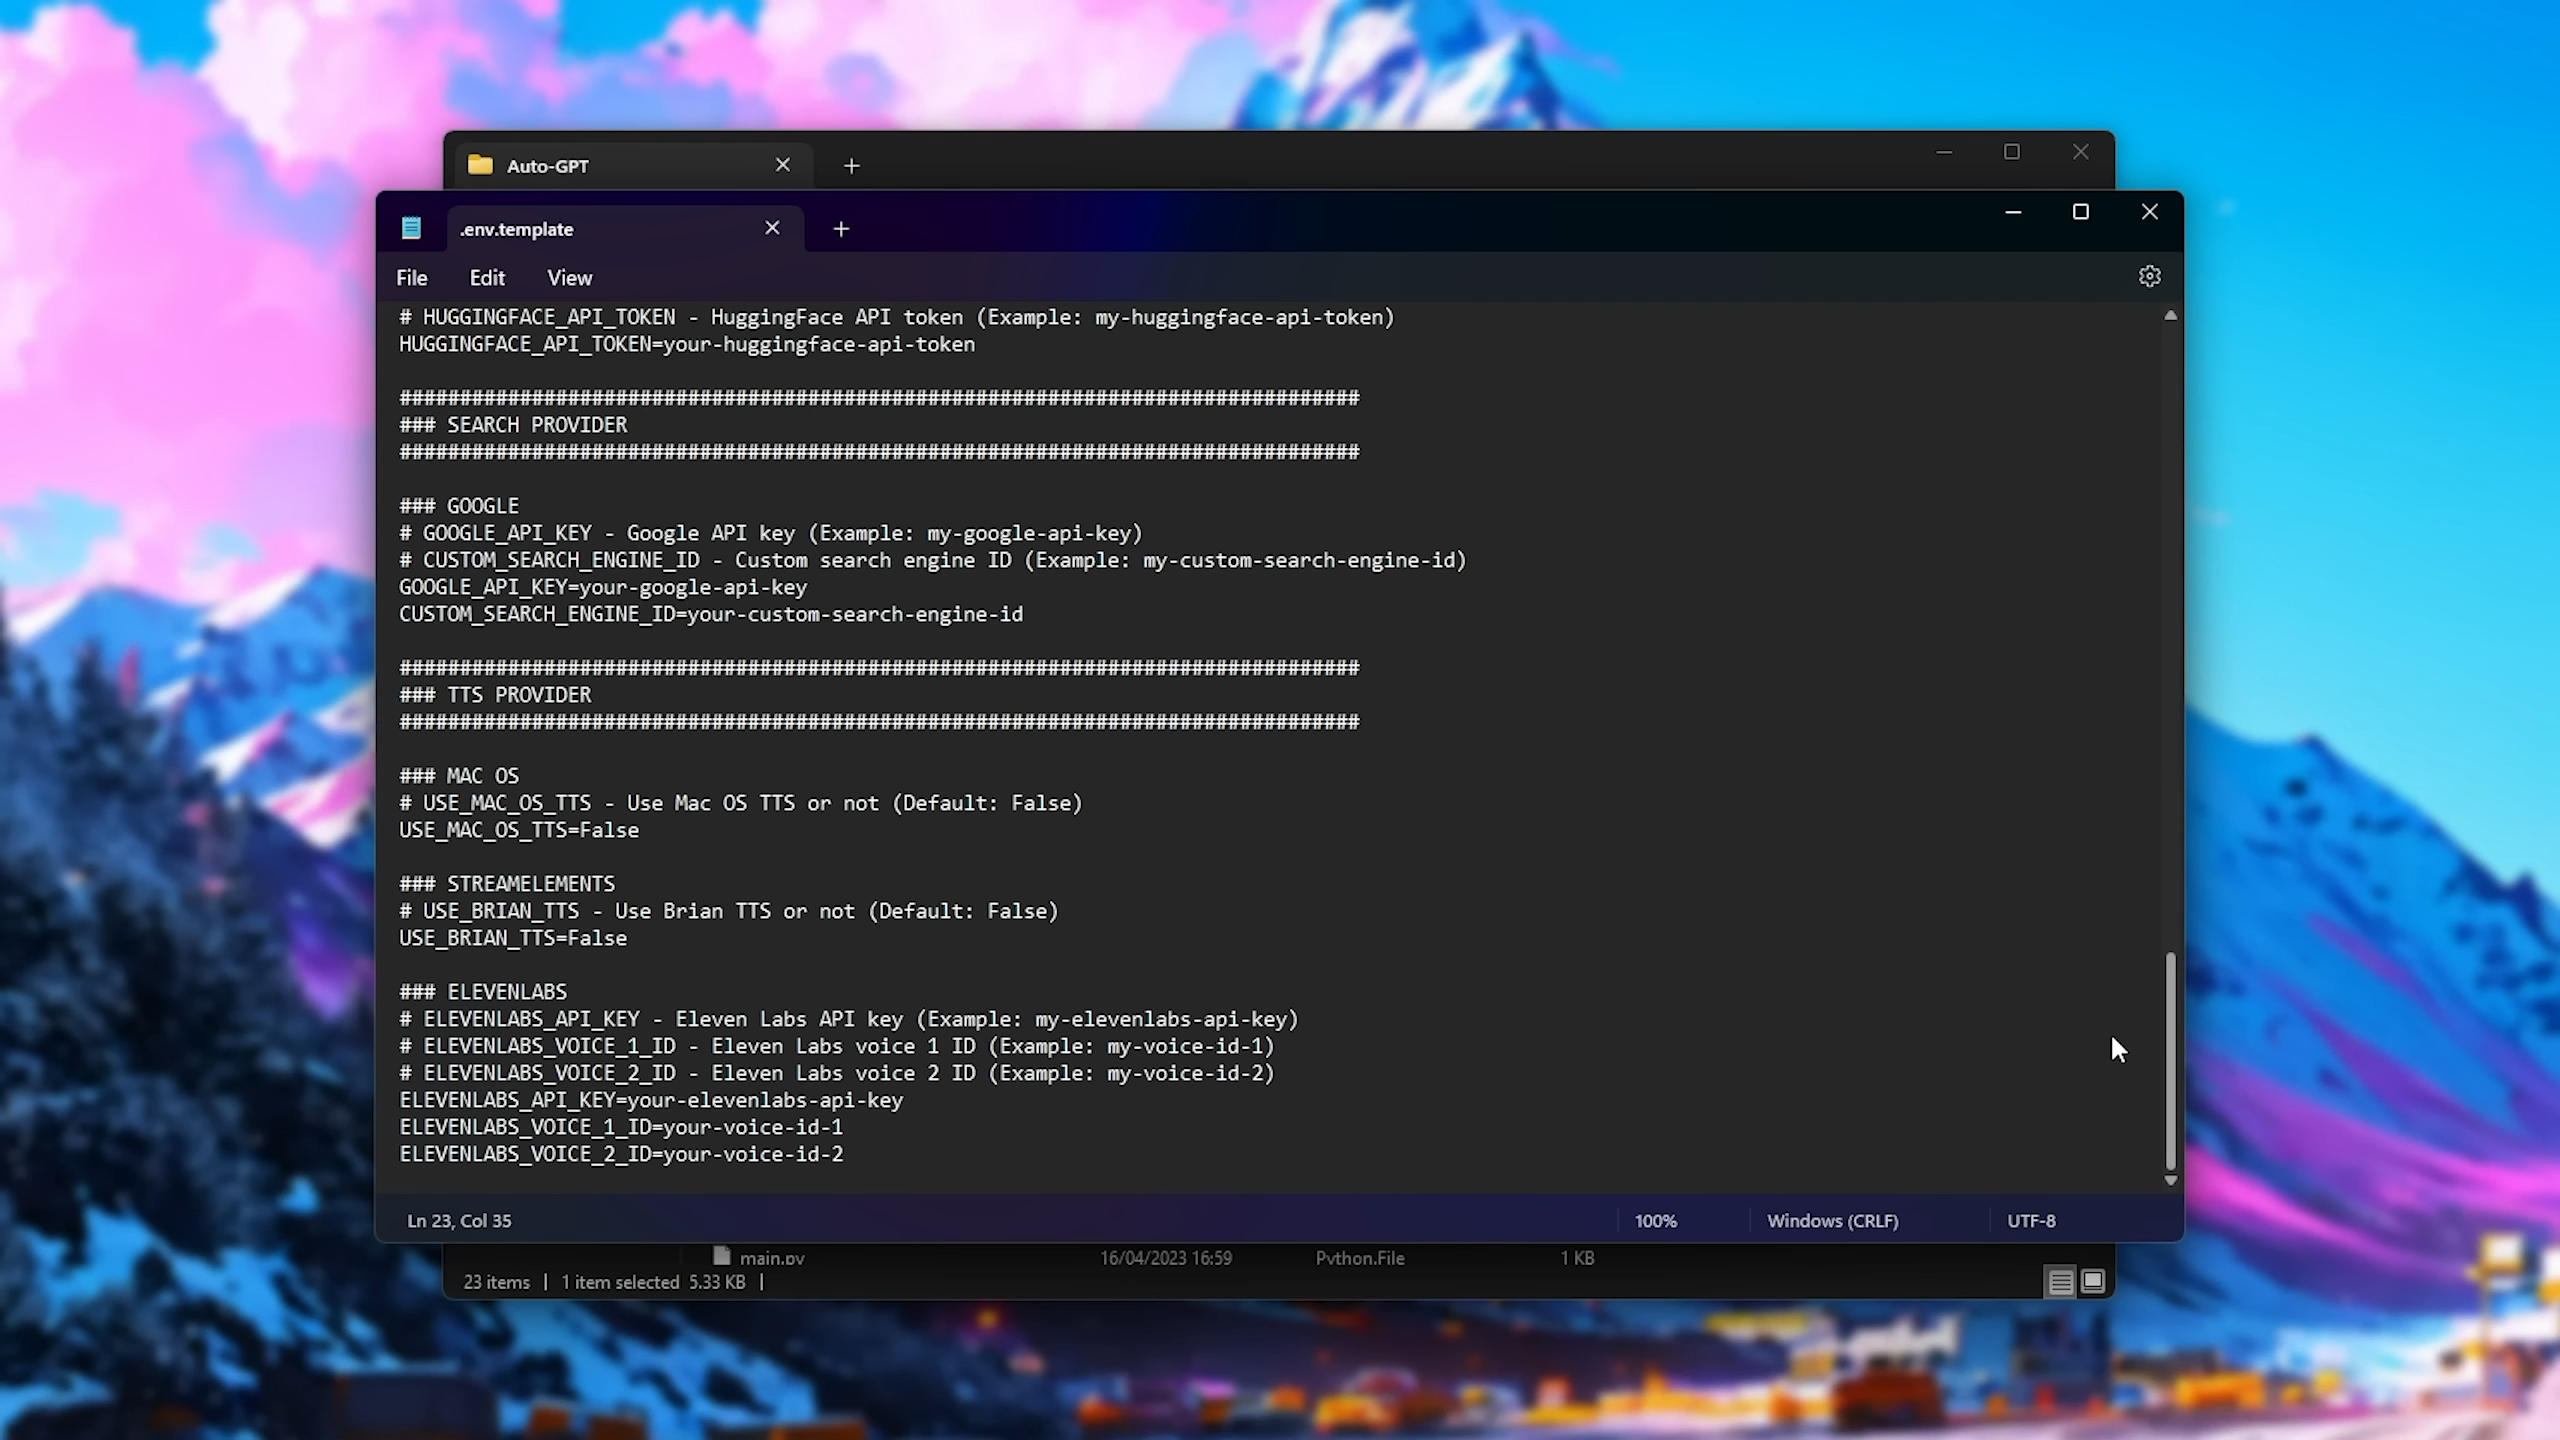 Auto-GPT
.env.template
File Edit View
# HUGGINGFACE_API_TOKEN - HuggingFace API token (Example: my-huggingface-api-token)
HUGGINGFACE_API_TOKEN=your-huggingface-api-token
################################################################################
### SEARCH PROVIDER
################################################################################
### GOOGLE
# GOOGLE_API_KEY - Google API key (Example: my-google-api-key)
# CUSTOM_SEARCH_ENGINE_ID - Custom search engine ID (Example: my-custom-search-engine-id)
GOOGLE_API_KEY=your-google-api-key
CUSTOM_SEARCH_ENGINE_ID=your-custom-search-engine-id
################################################################################
### TTS PROVIDER
################################################################################
### MAC OS
# USE_MAC_OS_TTS - Use Mac OS TTS or not (Default: False)
USE_MAC_OS_TTS=False
### STREAMELEMENTS
# USE_BRIAN_TTS - Use Brian TTS or not (Default: False)
USE_BRIAN_TTS=False
### ELEVENLABS
# ELEVENLABS_API_KEY - Eleven Labs API key (Example: my-elevenlabs-api-key)
# ELEVENLABS_VOICE_1_ID - Eleven Labs voice 1 ID (Example: my-voice-id-1)
# ELEVENLABS_VOICE_2_ID - Eleven Labs voice 2 ID (Example: my-voice-id-2)
ELEVENLABS_API_KEY=your-elevenlabs-api-key
ELEVENLABS_VOICE_1_ID=your-voice-id-1
ELEVENLABS_VOICE_2_ID=your-voice-id-2
Ln 23, Col 35 100% Windows (CRLF) UTF-8
main.py 16/04/2023 16:59 Python.File 1 KB
23 items 1 item selected 5.33 KB